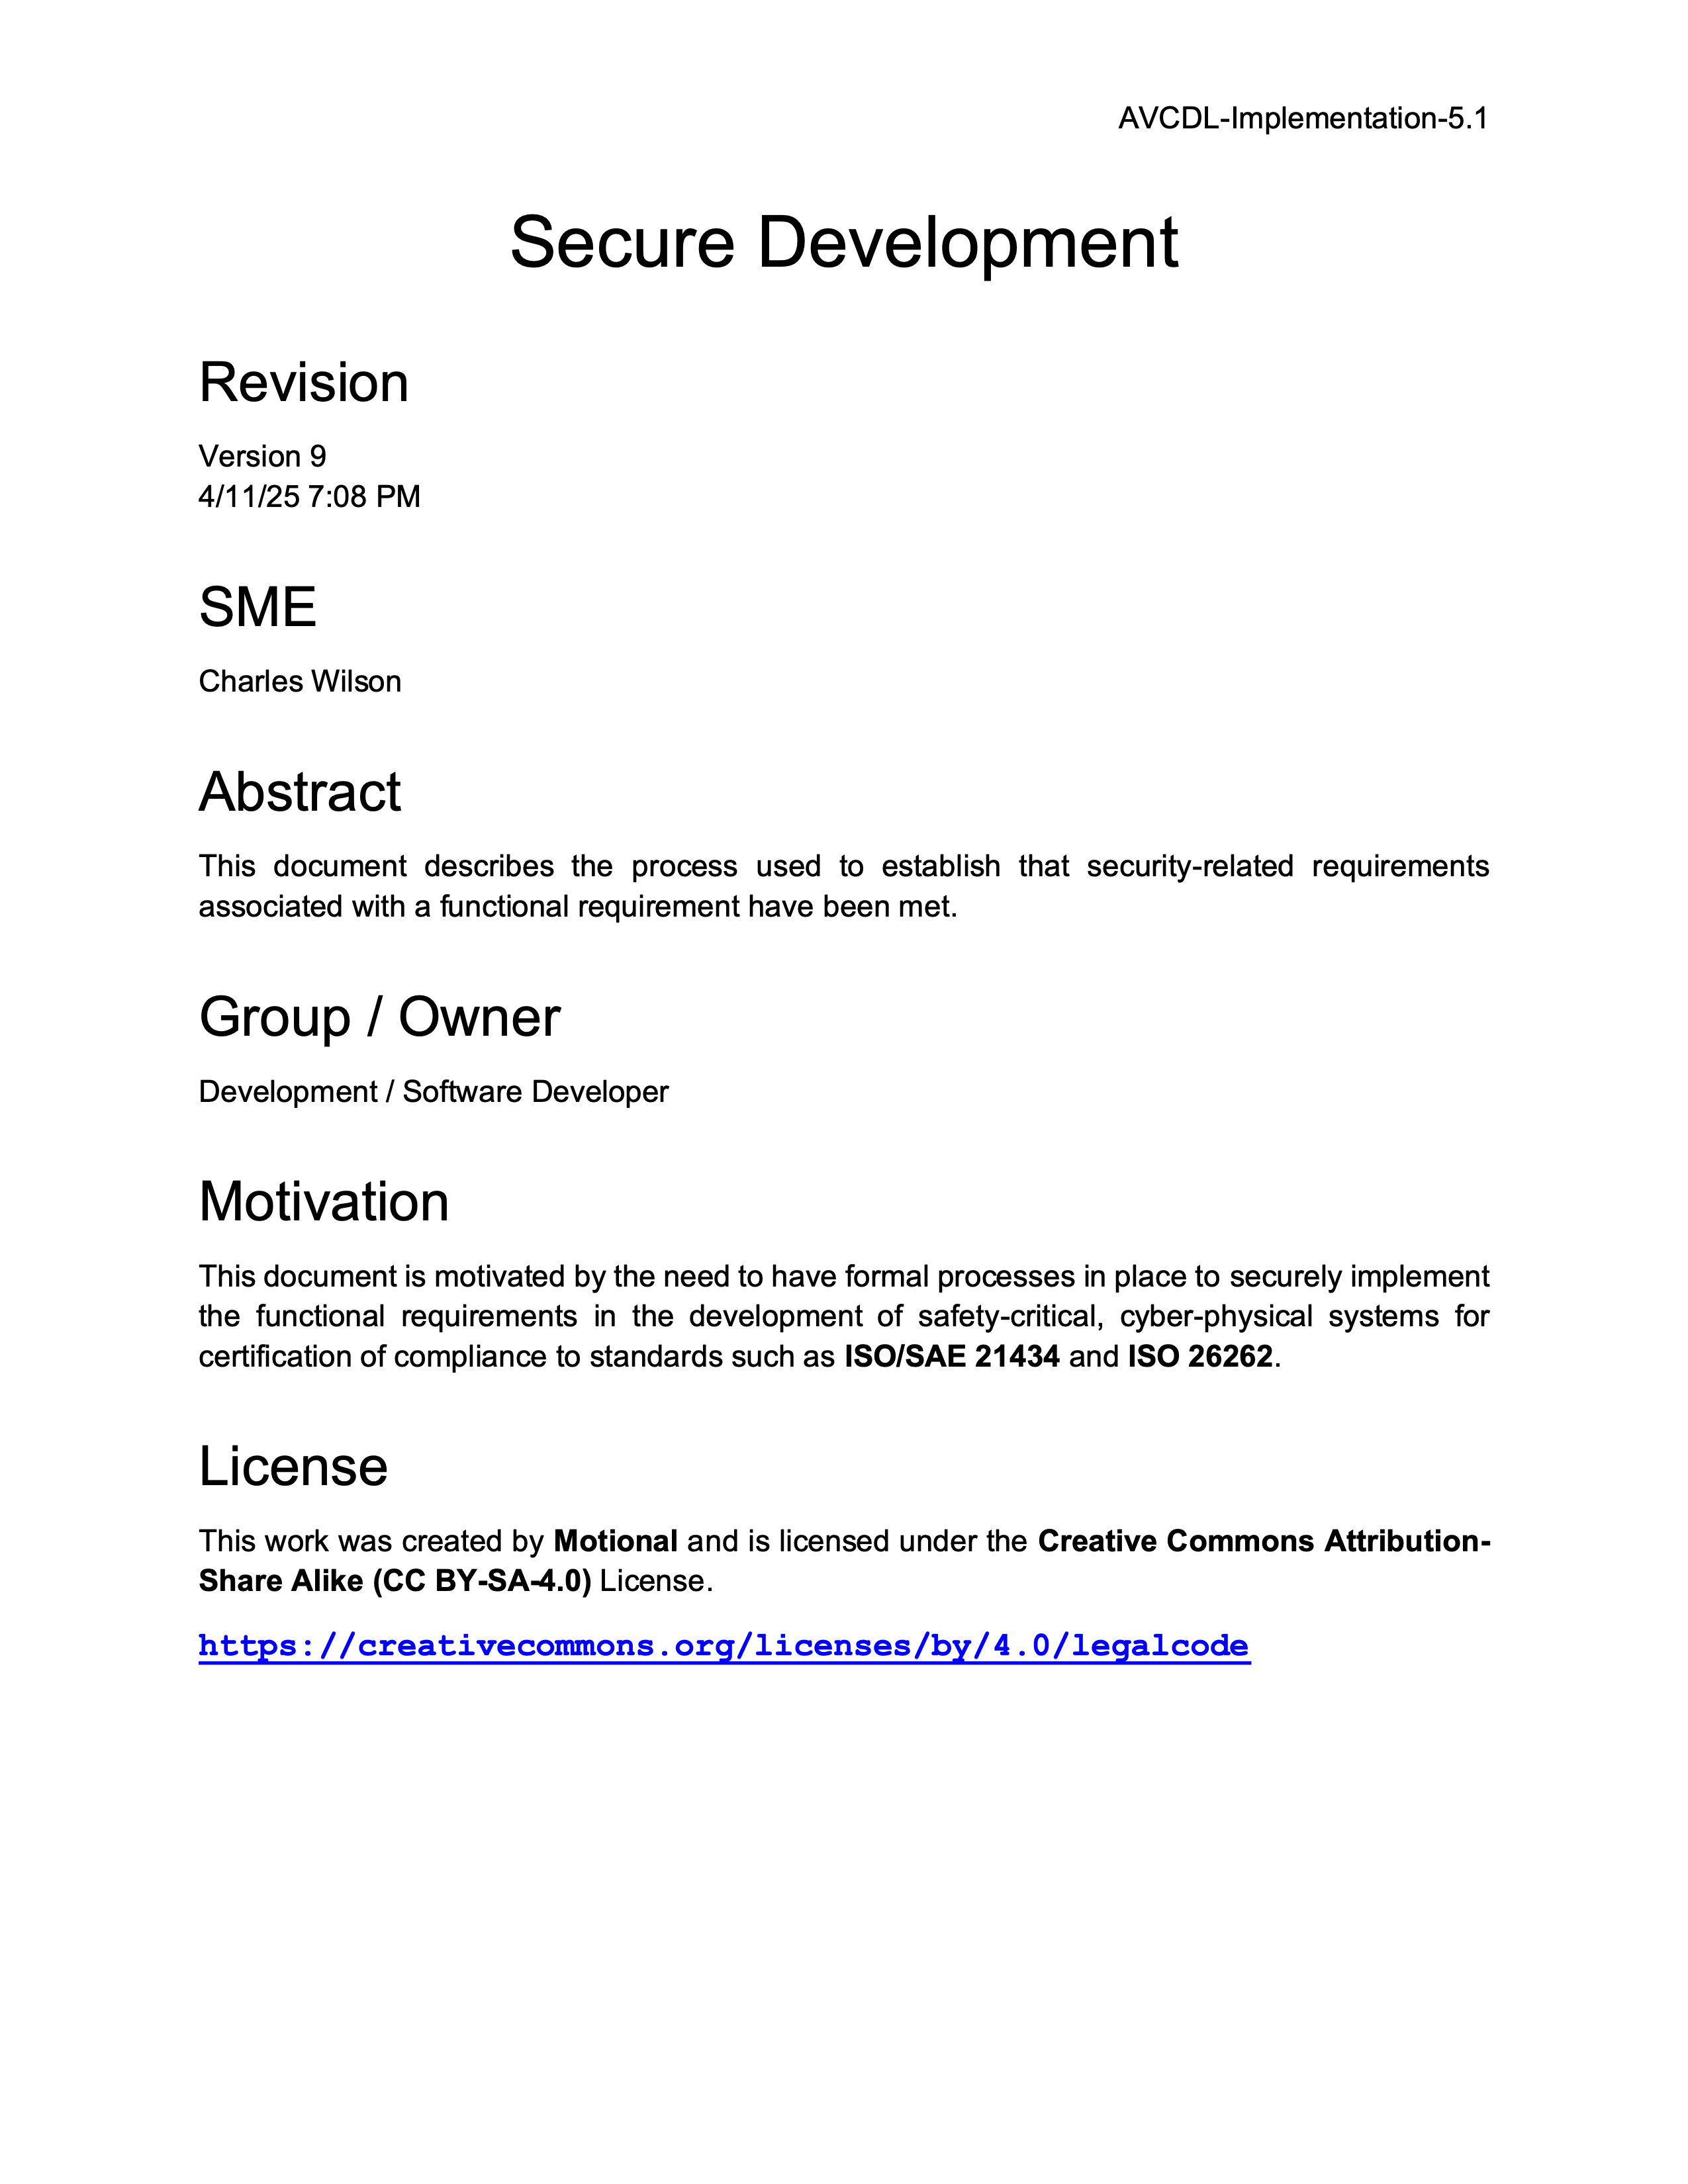 AVCDL-Implementation-5.1
Secure Development
Revision
Version 9
4/11/25 7:08 PM
SME
Charles Wilson
Abstract
This document describes the process used to establish that security-related requirements
associated with a functional requirement have been met.
Group / Owner
Development / Software Developer
Motivation
This document is motivated by the need to have formal processes in place to securely implement
the functional requirements in the development of safety-critical, cyber-physical systems for
certification of compliance to standards such as ISO/SAE 21434 and ISO 26262.
License
This work was created by Motional and is licensed under the Creative Commons Attribution-
Share Alike (CC BY-SA-4.0) License.
https://creativecommons.org/licenses/by/4.0/legalcode